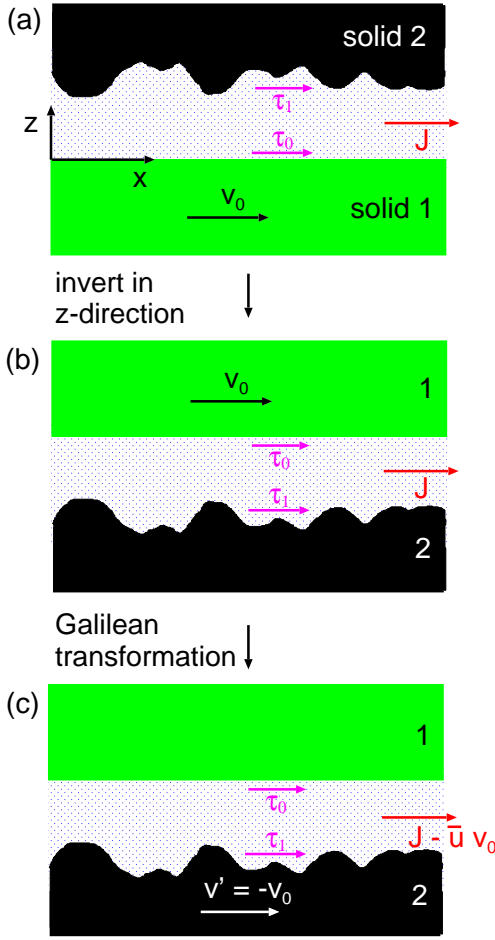 (a)
solid 2
τ₁
z
J
τ₀
x
v₀
solid 1
invert in
z-direction
(b)
v₀
1
τ₀
J
τ₁
2
Galilean
transformation
(c)
1
τ₀
J - ū v₀
τ₁
v' = -v₀
2